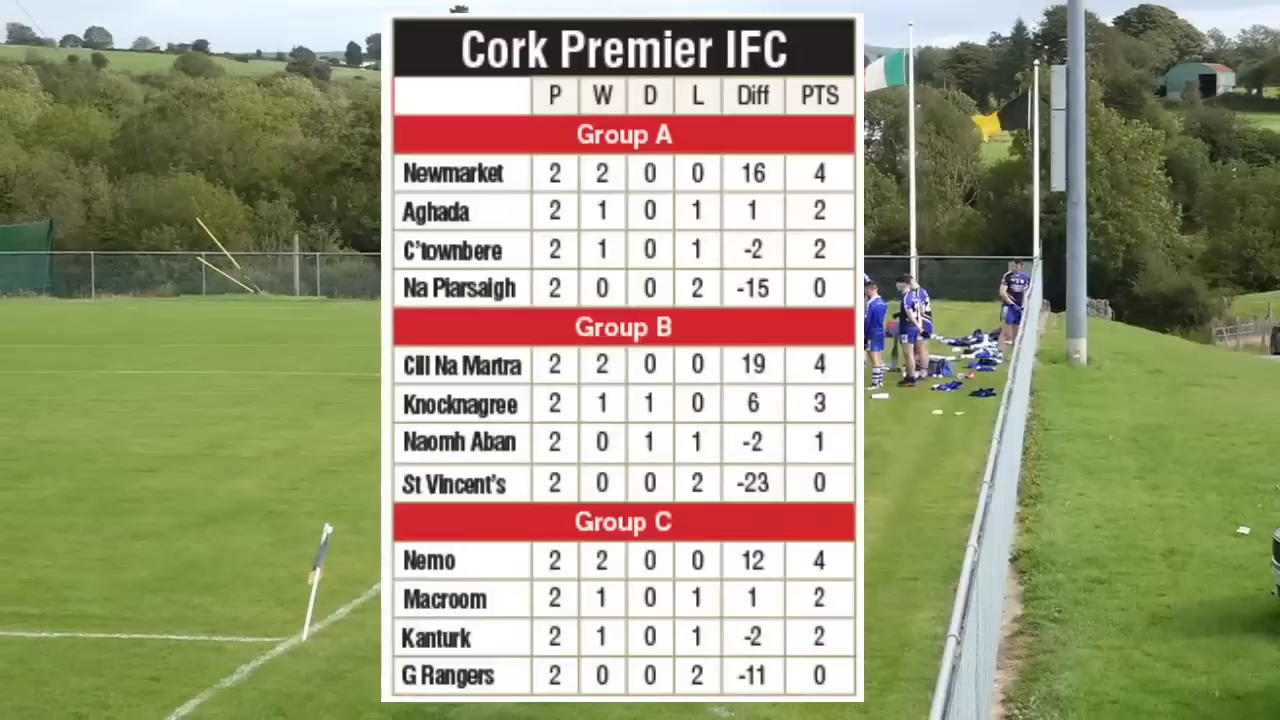 Cork Premier IFC
P W D L Diff PTS
Group A
Newmarket 2 2 0 0 16 4
Aghada 2 1 0 1 1 2
C'townbere 2 1 0 1 -2 2
Na Piarsaigh 2 0 0 2 -15 0
Group B
Cill Na Martra 2 2 0 0 19 4
Knocknagree 2 1 1 0 6 3
Naomh Aban 2 0 1 1 -2 1
St Vincent's 2 0 0 2 -23 0
Group C
Nemo 2 2 0 0 12 4
Macroom 2 1 0 1 1 2
Kanturk 2 1 0 1 -2 2
G Rangers 2 0 0 2 -11 0